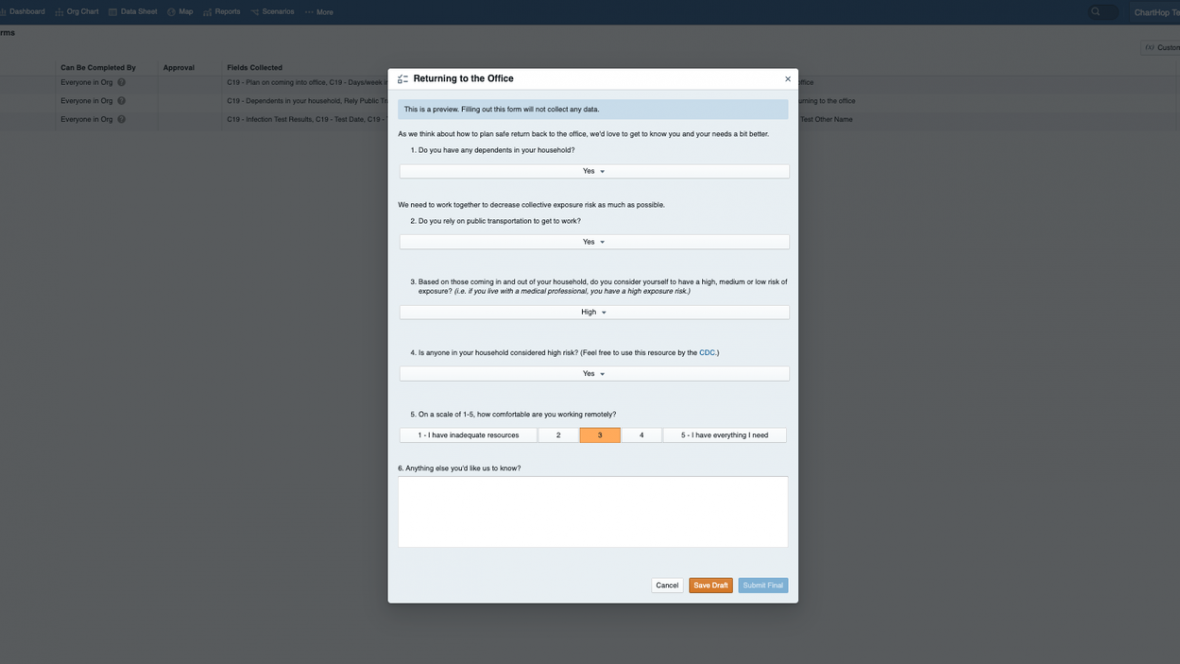 Dashboard Org Chart Data Sheet Map Reports Scenarios ··· More ChartHop Te
rms
Custom
Can Be Completed By Approval Fields Collected
Everyone in Org C19 - Plan on coming into office, C19 - Days/week ffice
Everyone in Org C19 - Dependents in your household, Rely Public Tr urning to the office
Everyone in Org C19 - Infection Test Results, C19 - Test Date, C19 - Test Other Name
Returning to the Office ×
This is a preview. Filling out this form will not collect any data.
As we think about how to plan safe return back to the office, we'd love to get to know you and your needs a bit better.
1. Do you have any dependents in your household?
Yes
We need to work together to decrease collective exposure risk as much as possible.
2. Do you rely on public transportation to get to work?
Yes
3. Based on those coming in and out of your household, do you consider yourself to have a high, medium or low risk of
exposure? (i.e. if you live with a medical professional, you have a high exposure risk.)
High
4. Is anyone in your household considered high risk? (Feel free to use this resource by the CDC.)
Yes
5. On a scale of 1-5, how comfortable are you working remotely?
1 - I have inadequate resources 2 3 4 5 - I have everything I need
6. Anything else you'd like us to know?
Cancel Save Draft Submit Final